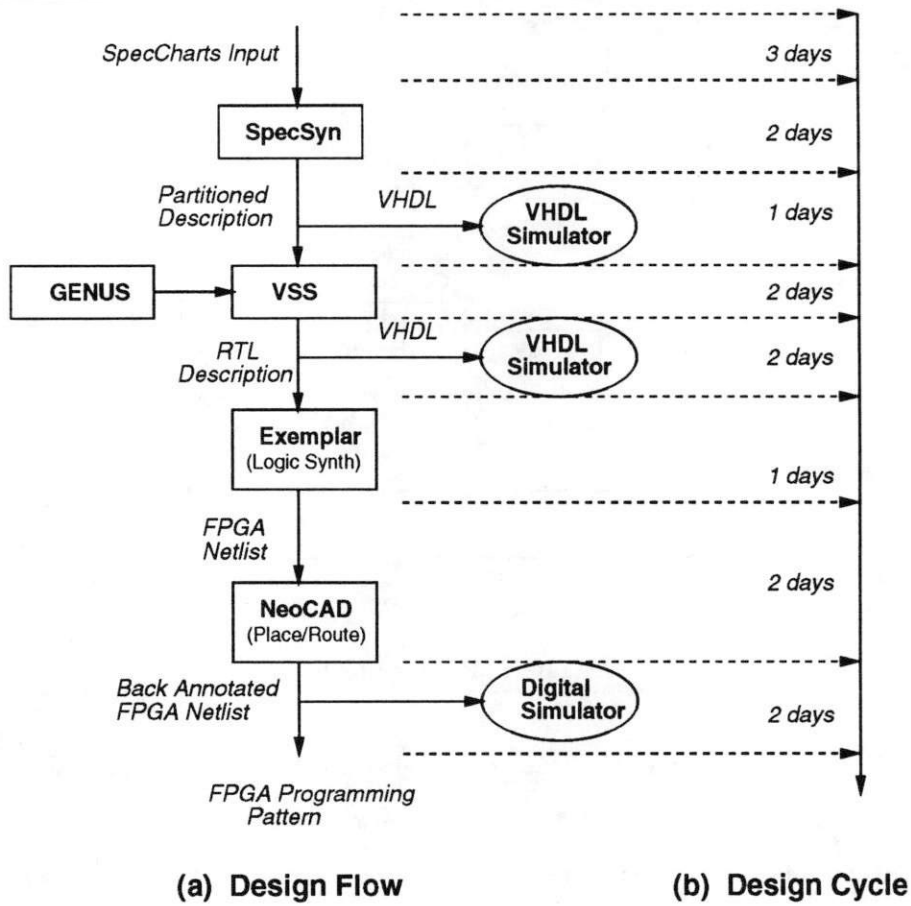 SpecCharts Input
3 days
SpecSyn
2 days
Partitioned
Description
VHDL
VHDL
Simulator
1 days
GENUS
VSS
2 days
RTL
Description
VHDL
VHDL
Simulator
2 days
Exemplar
(Logic Synth)
1 days
FPGA
Netlist
NeoCAD
(Place/Route)
2 days
Back Annotated
FPGA Netlist
Digital
Simulator
2 days
FPGA Programming
Pattern
(a) Design Flow
(b) Design Cycle